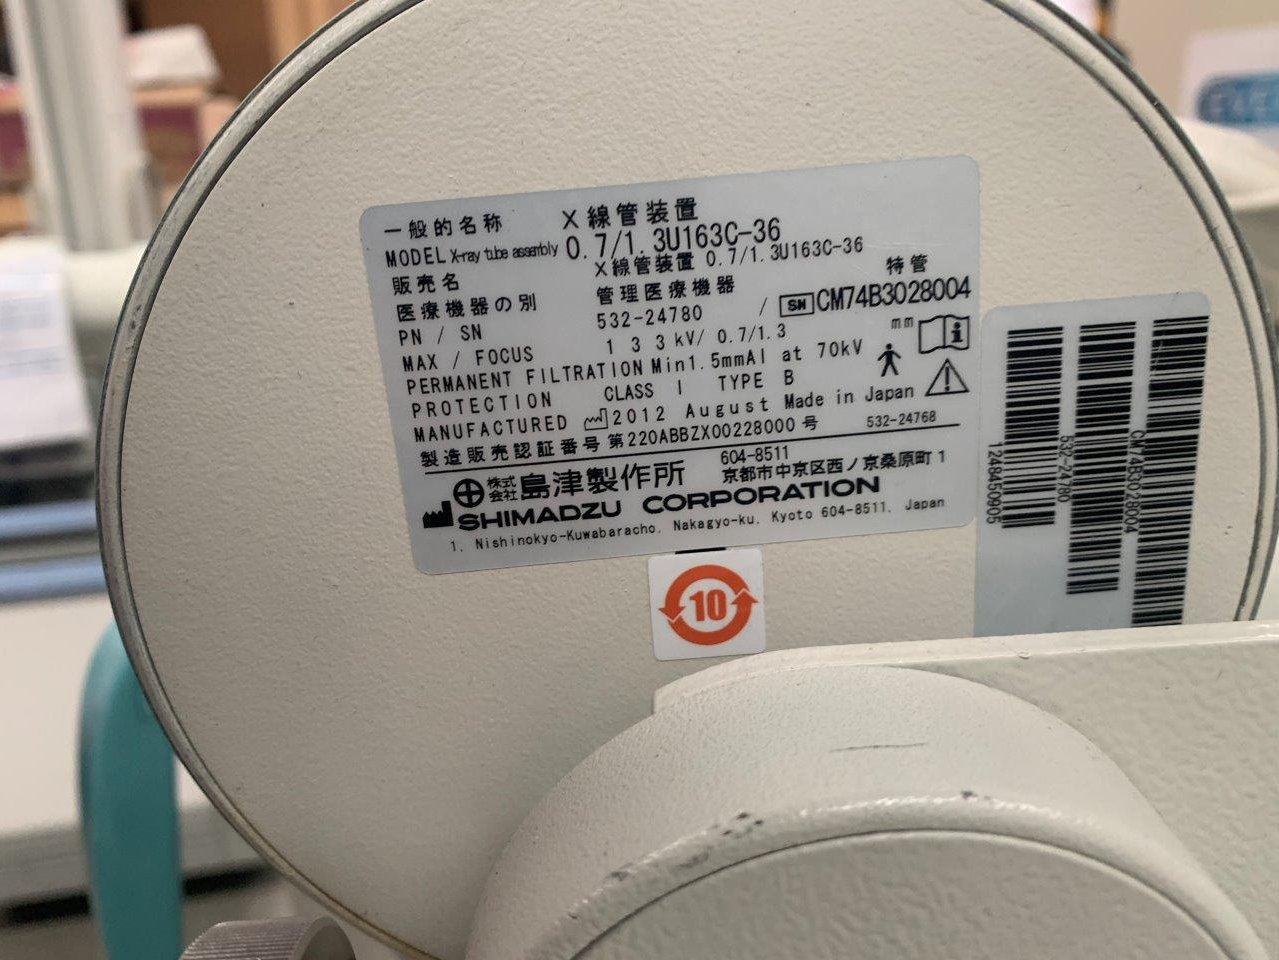 一般的名称 X線管装置
MODEL X-ray tube assembly 0.7/1.3U163C-36
販売名 X線管装置 0.7/1.3U163C-36
医療機器の別 管理医療機器 特管
PN / SN 532-24780 / SN CM74B3028004
MAX / FOCUS 133kV/ 0.7/1.3 mm
PERMANENT FILTRATION Min1.5mmAl at 70kV
PROTECTION CLASS I TYPE B
MANUFACTURED 2012 August Made in Japan
製造販売認証番号 第220ABBZX00228000号 532-24768
株式会社 島津製作所 604-8511 京都市中京区西ノ京桑原町1
SHIMADZU CORPORATION
1, Nishinokyo-Kuwabaracho, Nakagyo-ku, Kyoto 604-8511, Japan
10
1248450905
532-24780
CM74B3028004